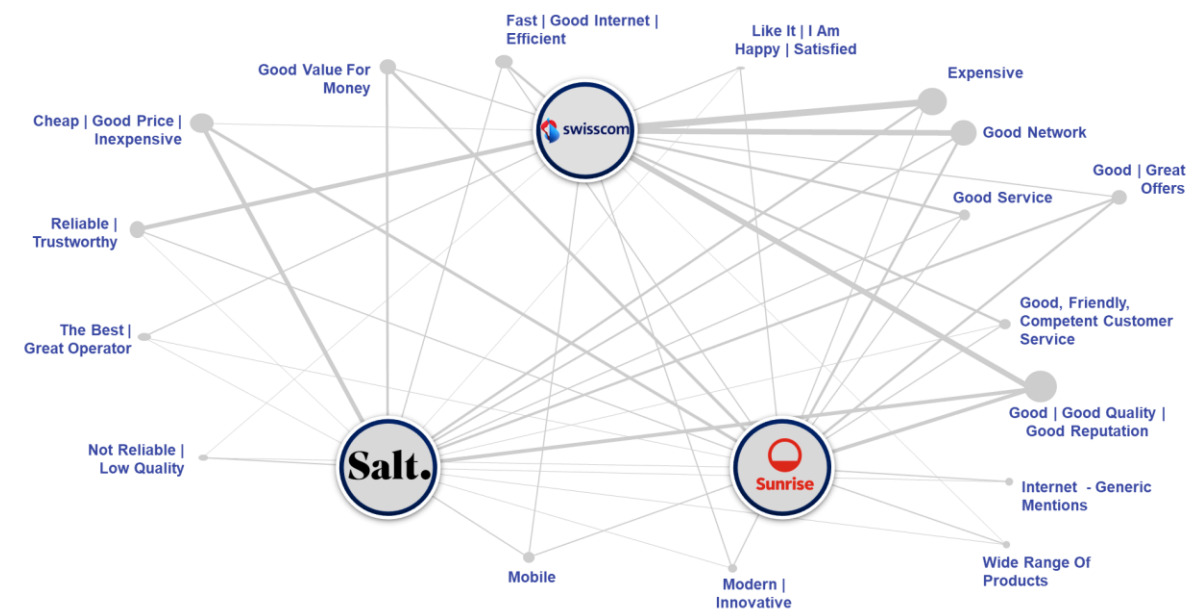 Fast | Good Internet |
Efficient
Like It | I Am
Happy | Satisfied
Good Value For
Money
Expensive
Cheap | Good Price |
Inexpensive
swisscom
Good Network
Good | Great
Offers
Good Service
Reliable |
Trustworthy
Good, Friendly,
Competent Customer
Service
The Best |
Great Operator
Good | Good Quality |
Good Reputation
Not Reliable |
Low Quality
Salt.
Sunrise
Internet - Generic
Mentions
Wide Range Of
Products
Mobile
Modern |
Innovative